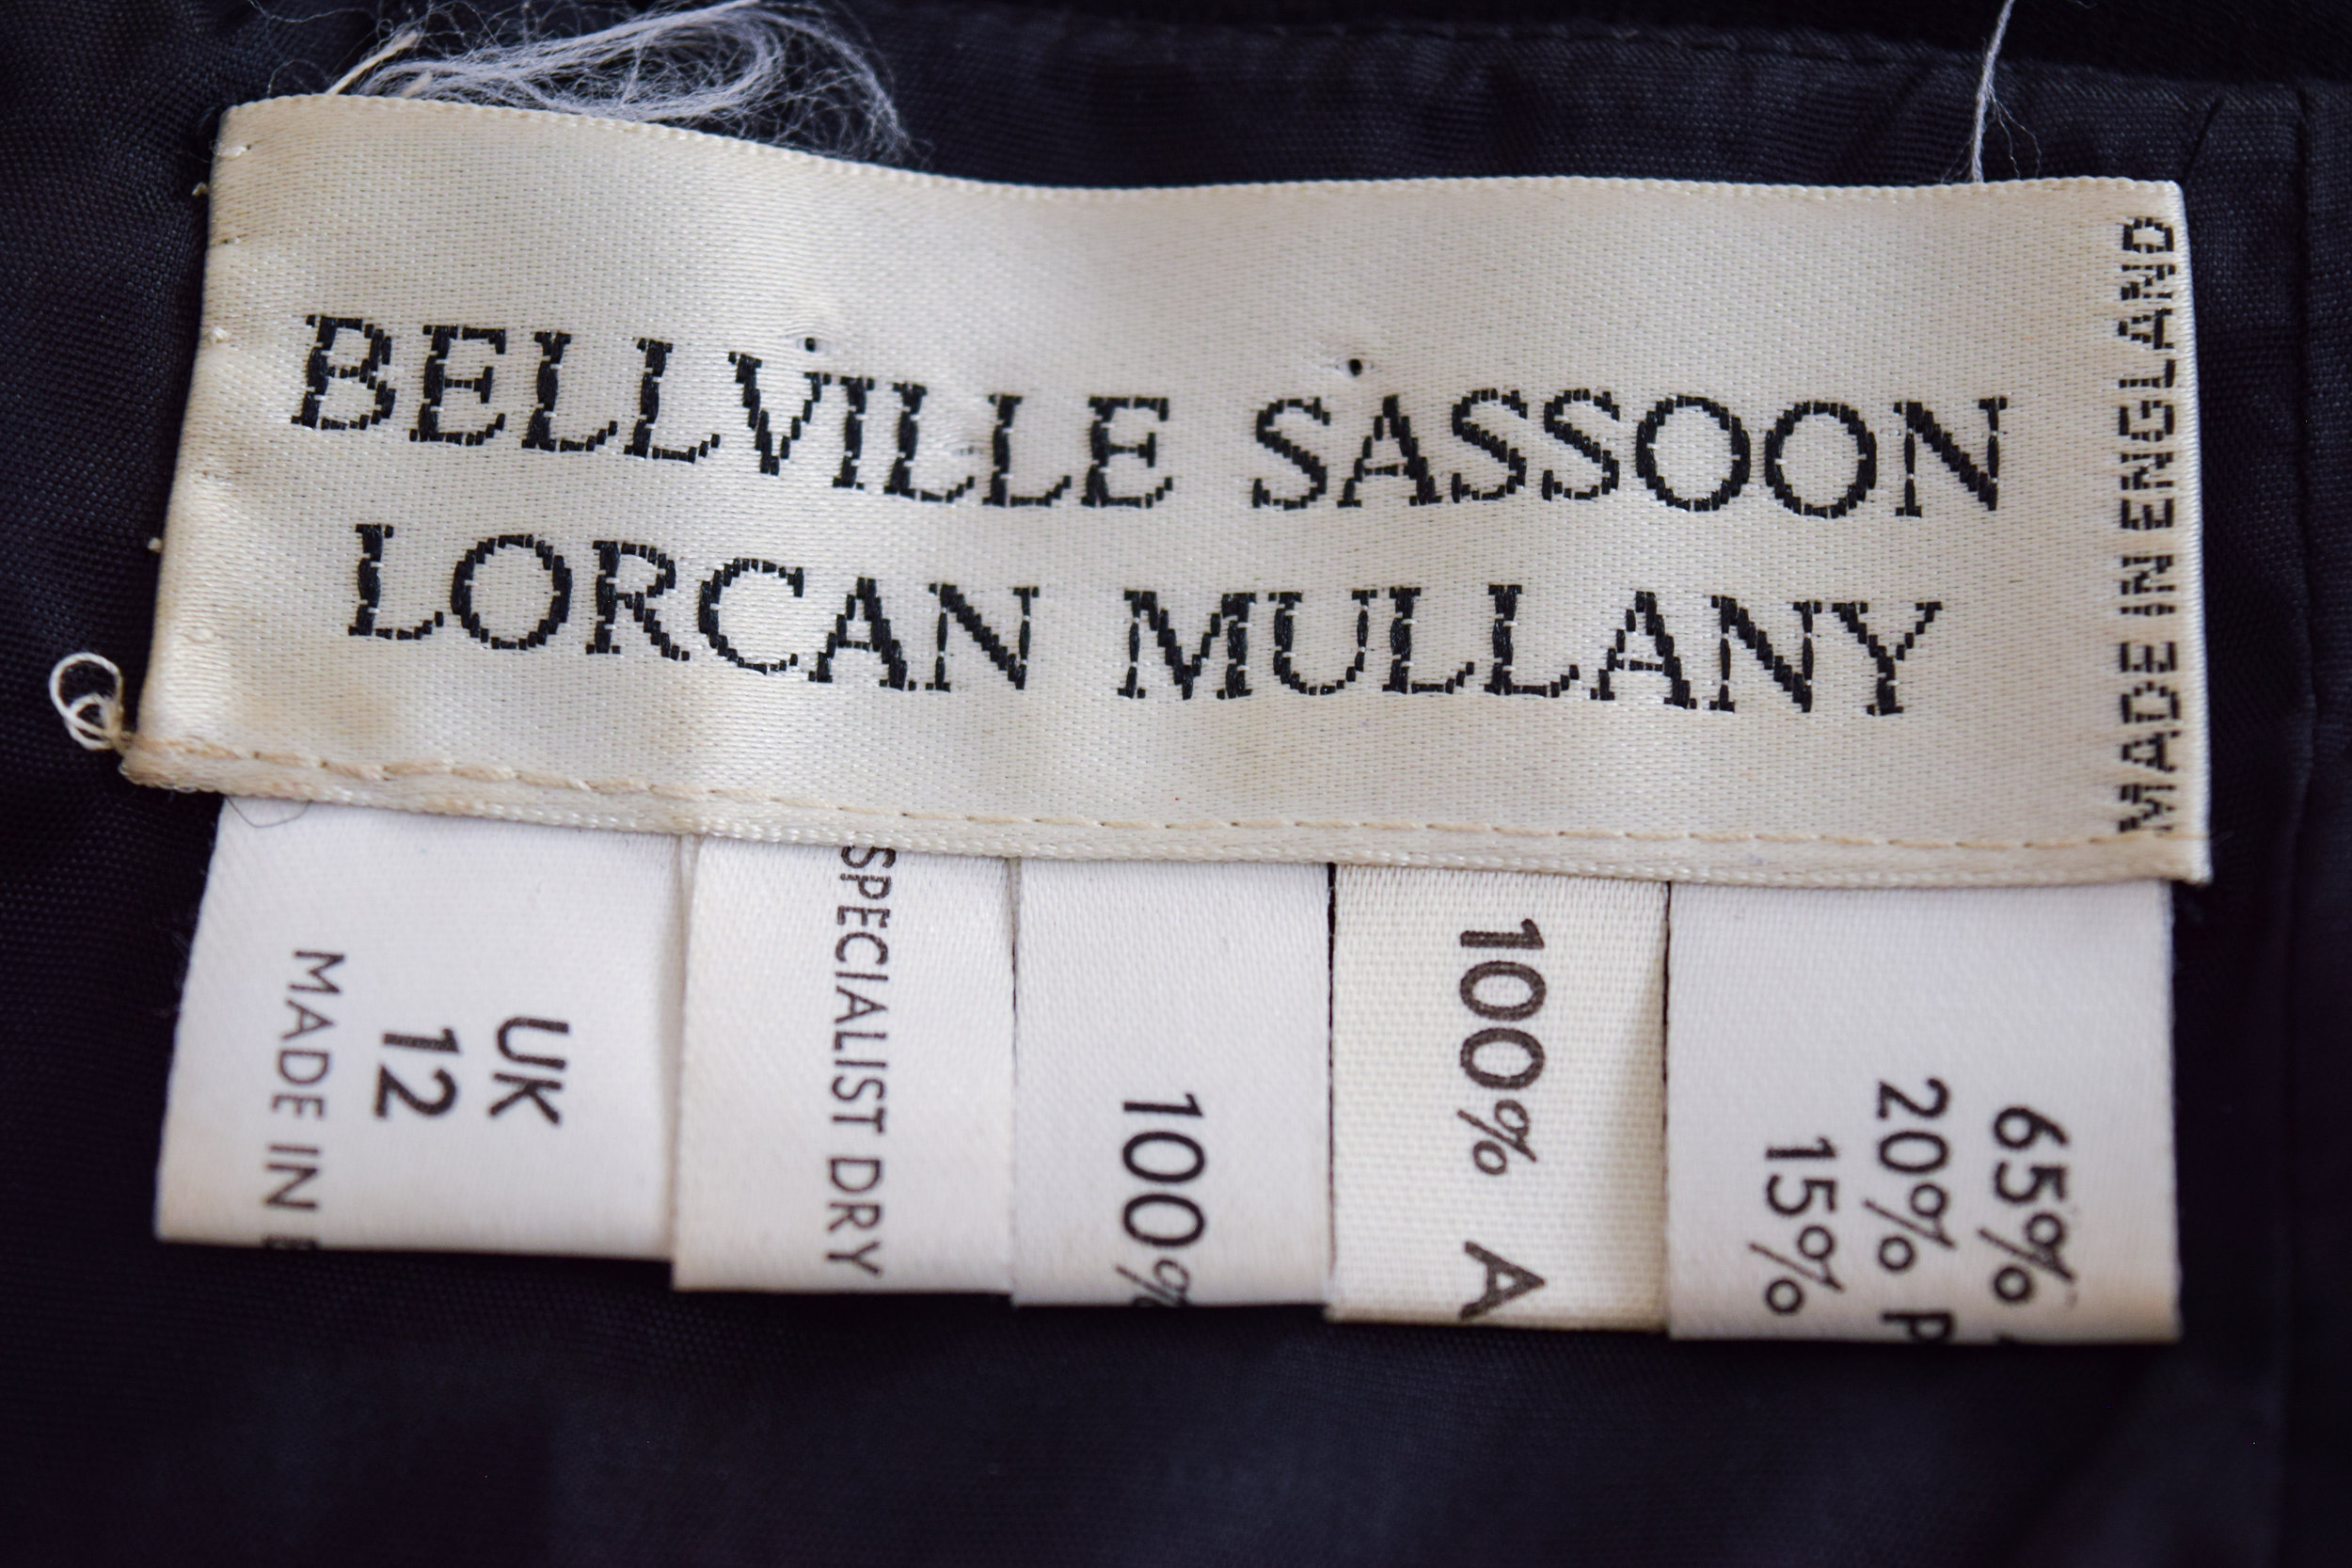 BELLVILLE SASSOON
LORCAN MULLANY
MADE IN ENGLAND
UK
12
MADE IN
SPECIALIST DRY
100%
100% A
65%
20% P
15%